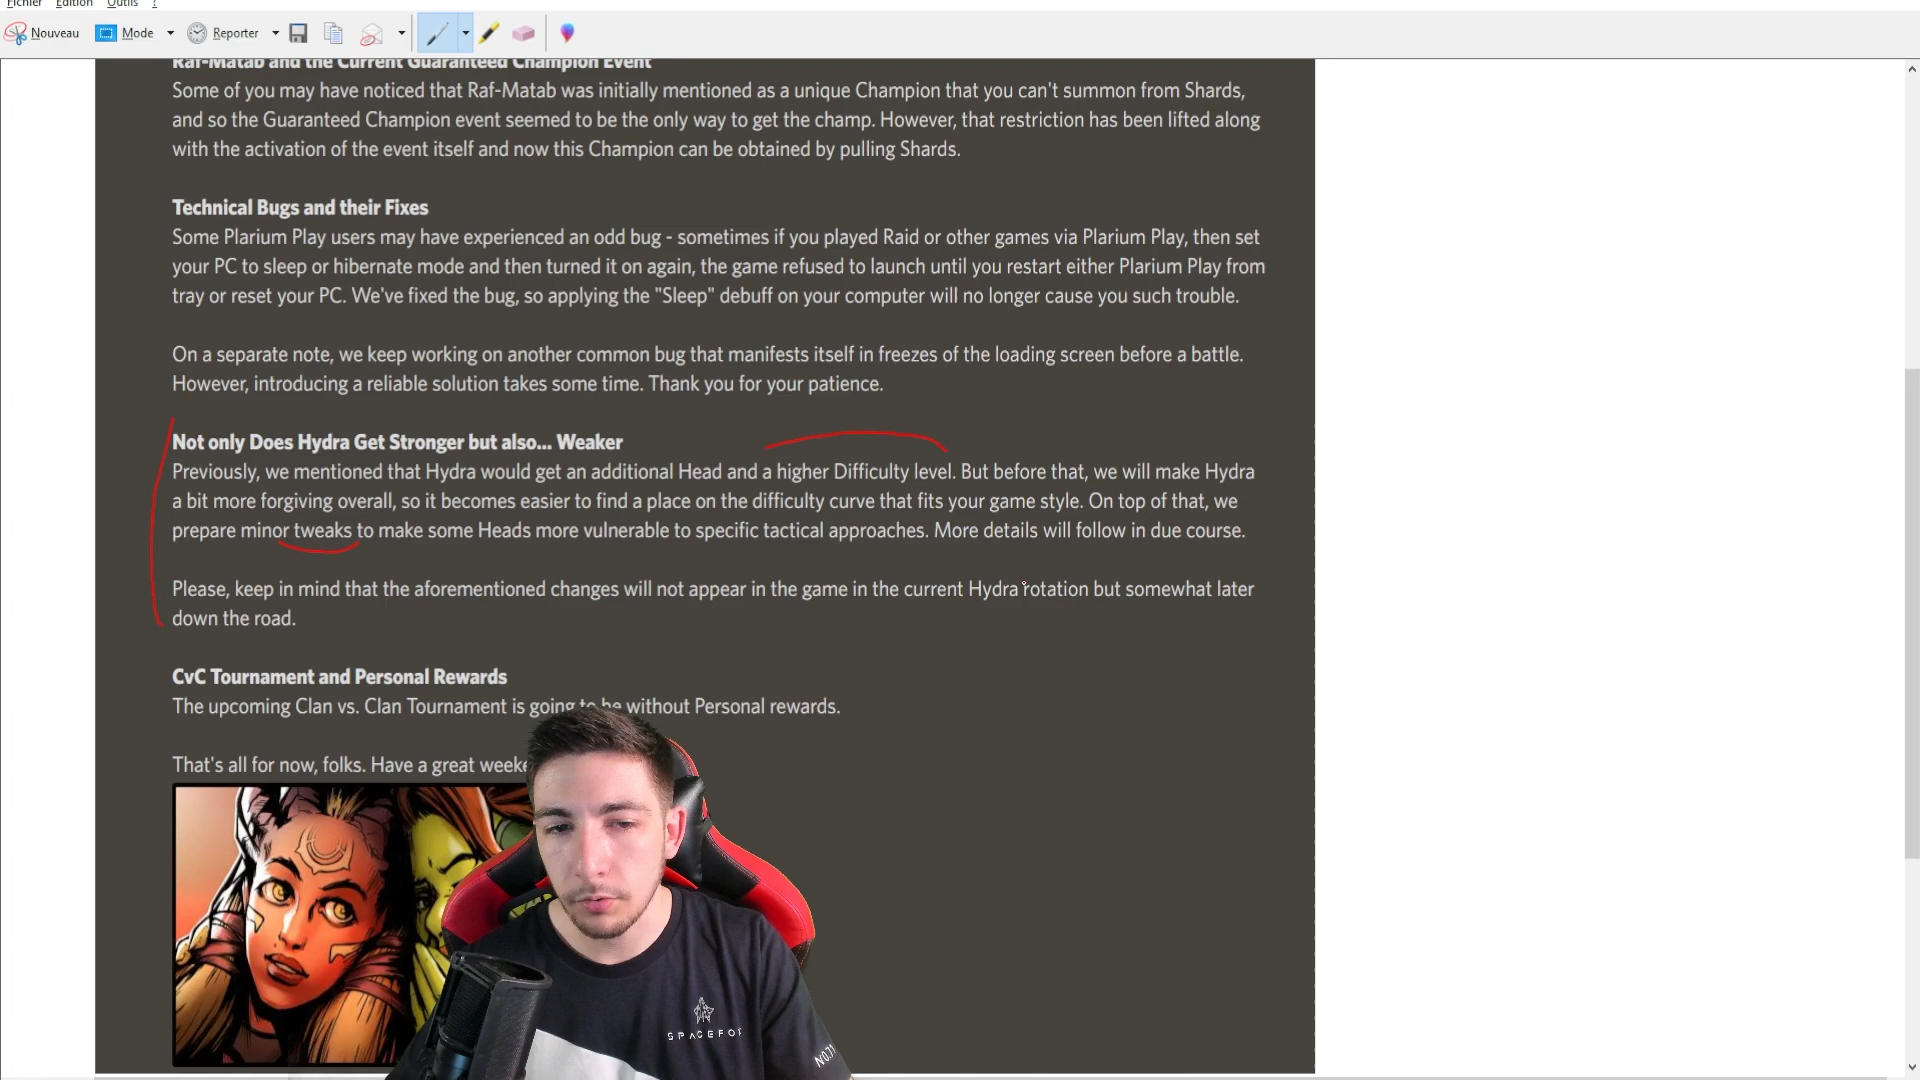 Fichier Edition Outils ?
Nouveau Mode Reporter
Raf-Matab and the Current Guaranteed Champion Event
Some of you may have noticed that Raf-Matab was initially mentioned as a unique Champion that you can't summon from Shards,
and so the Guaranteed Champion event seemed to be the only way to get the champ. However, that restriction has been lifted along
with the activation of the event itself and now this Champion can be obtained by pulling Shards.
Technical Bugs and their Fixes
Some Plarium Play users may have experienced an odd bug - sometimes if you played Raid or other games via Plarium Play, then set
your PC to sleep or hibernate mode and then turned it on again, the game refused to launch until you restart either Plarium Play from
tray or reset your PC. We've fixed the bug, so applying the "Sleep" debuff on your computer will no longer cause you such trouble.
On a separate note, we keep working on another common bug that manifests itself in freezes of the loading screen before a battle.
However, introducing a reliable solution takes some time. Thank you for your patience.
Not only Does Hydra Get Stronger but also... Weaker
Previously, we mentioned that Hydra would get an additional Head and a higher Difficulty level. But before that, we will make Hydra
a bit more forgiving overall, so it becomes easier to find a place on the difficulty curve that fits your game style. On top of that, we
prepare minor tweaks to make some Heads more vulnerable to specific tactical approaches. More details will follow in due course.
Please, keep in mind that the aforementioned changes will not appear in the game in the current Hydra rotation but somewhat later
down the road.
CvC Tournament and Personal Rewards
The upcoming Clan vs. Clan Tournament is going to be without Personal rewards.
That's all for now, folks. Have a great weeke
SPACEFOX
NO.71